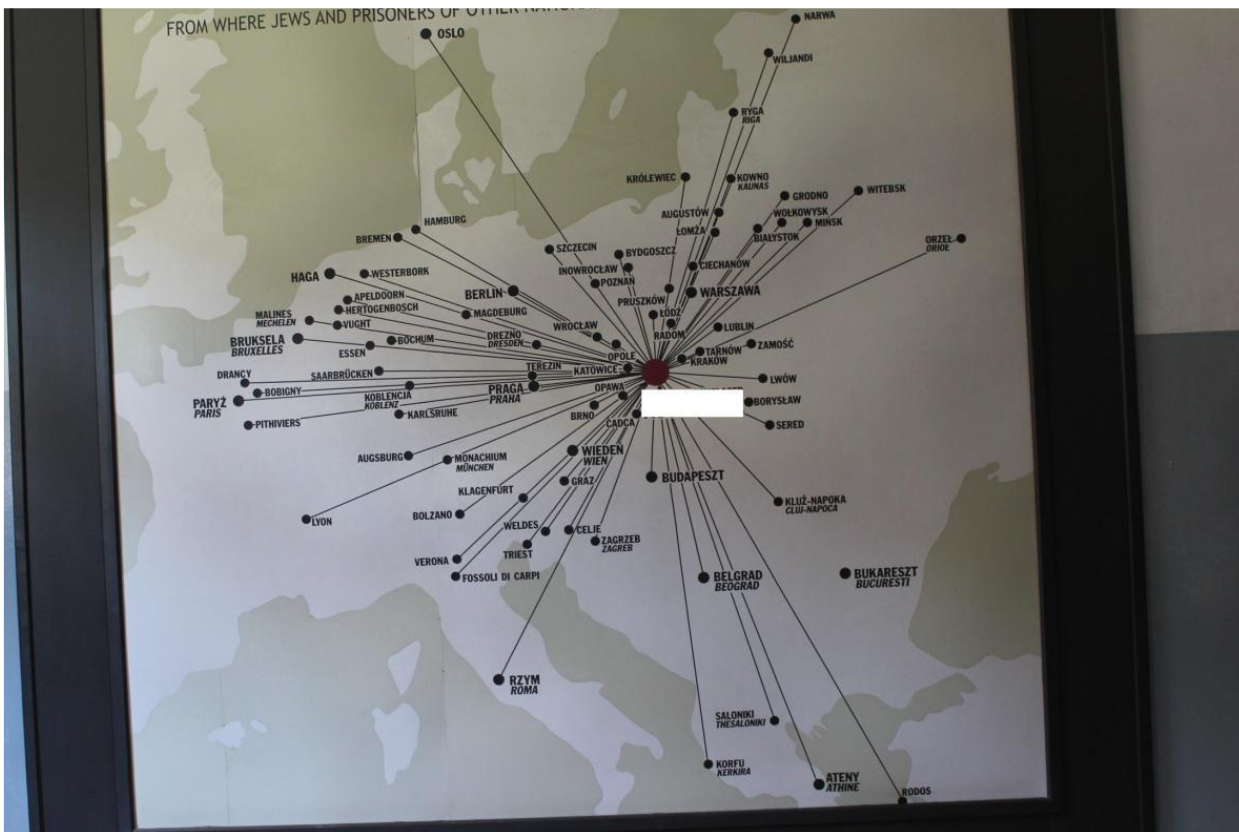 FROM WHERE JEWS AND PRISONERS OF OTHER
OSLO
NARWA
WILJANDI
RYGA
RIGA
KRÓLEWIEC
KOWNO
KAUNAS
GRODNO
WITEBSK
AUGUSTÓW
WOŁKOWYSK
MIŃSK
ŁOMŻA
BIAŁYSTOK
ORZEŁ
ORIOŁ
HAMBURG
BREMEN
SZCZECIN
BYDGOSZCZ
INOWROCŁAW
CIECHANÓW
HAGA
WESTERBORK
POZNAŃ
BERLIN
WARSZAWA
PRUSZKÓW
APELDOORN
HERTOGENBOSCH
MAGDEBURG
ŁÓDŹ
MALINES
MECHELEN
VUGHT
WROCŁAW
RADOM
LUBLIN
BRUKSELA
BRUXELLES
BOCHUM
DREZNO
DRESDEN
ZAMOŚĆ
ESSEN
OPOLE
TARNÓW
KRAKÓW
TEREZIN
KATOWICE
DRANCY
SAARBRÜCKEN
LWÓW
BOBIGNY
KOBLENCJA
KOBLENZ
PRAGA
PRAHA
OPAWA
PARYŻ
PARIS
BORYSŁAW
KARLSRUHE
BRNO
CADCA
PITHIVIERS
SERED
AUGSBURG
MONACHIUM
MÜNCHEN
WIEDEŃ
WIEN
BUDAPESZT
GRAZ
KLAGENFURT
KLUŻ-NAPOKA
CLUJ-NAPOCA
LYON
BOLZANO
WELDES
CELJE
ZAGRZEB
ZAGREB
TRIEST
VERONA
FOSSOLI DI CARPI
BELGRAD
BEOGRAD
BUKARESZT
BUCURESTI
RZYM
ROMA
SALONIKI
THESALONIKI
KORFU
KERKIRA
ATENY
ATHINE
RODOS